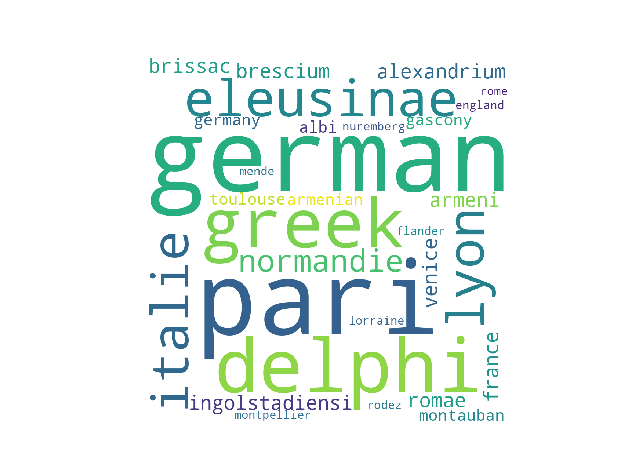 brissac
brescium
alexandrium
rome
eleusinae
england
germany
albi
nuremberg
gascony
german
mende
toulouse
armenian
armeni
greek
flander
normandie
venice
lyon
italie
pari
lorraine
delphi
france
ingolstadiensi
rodez
romae
montpellier
montauban